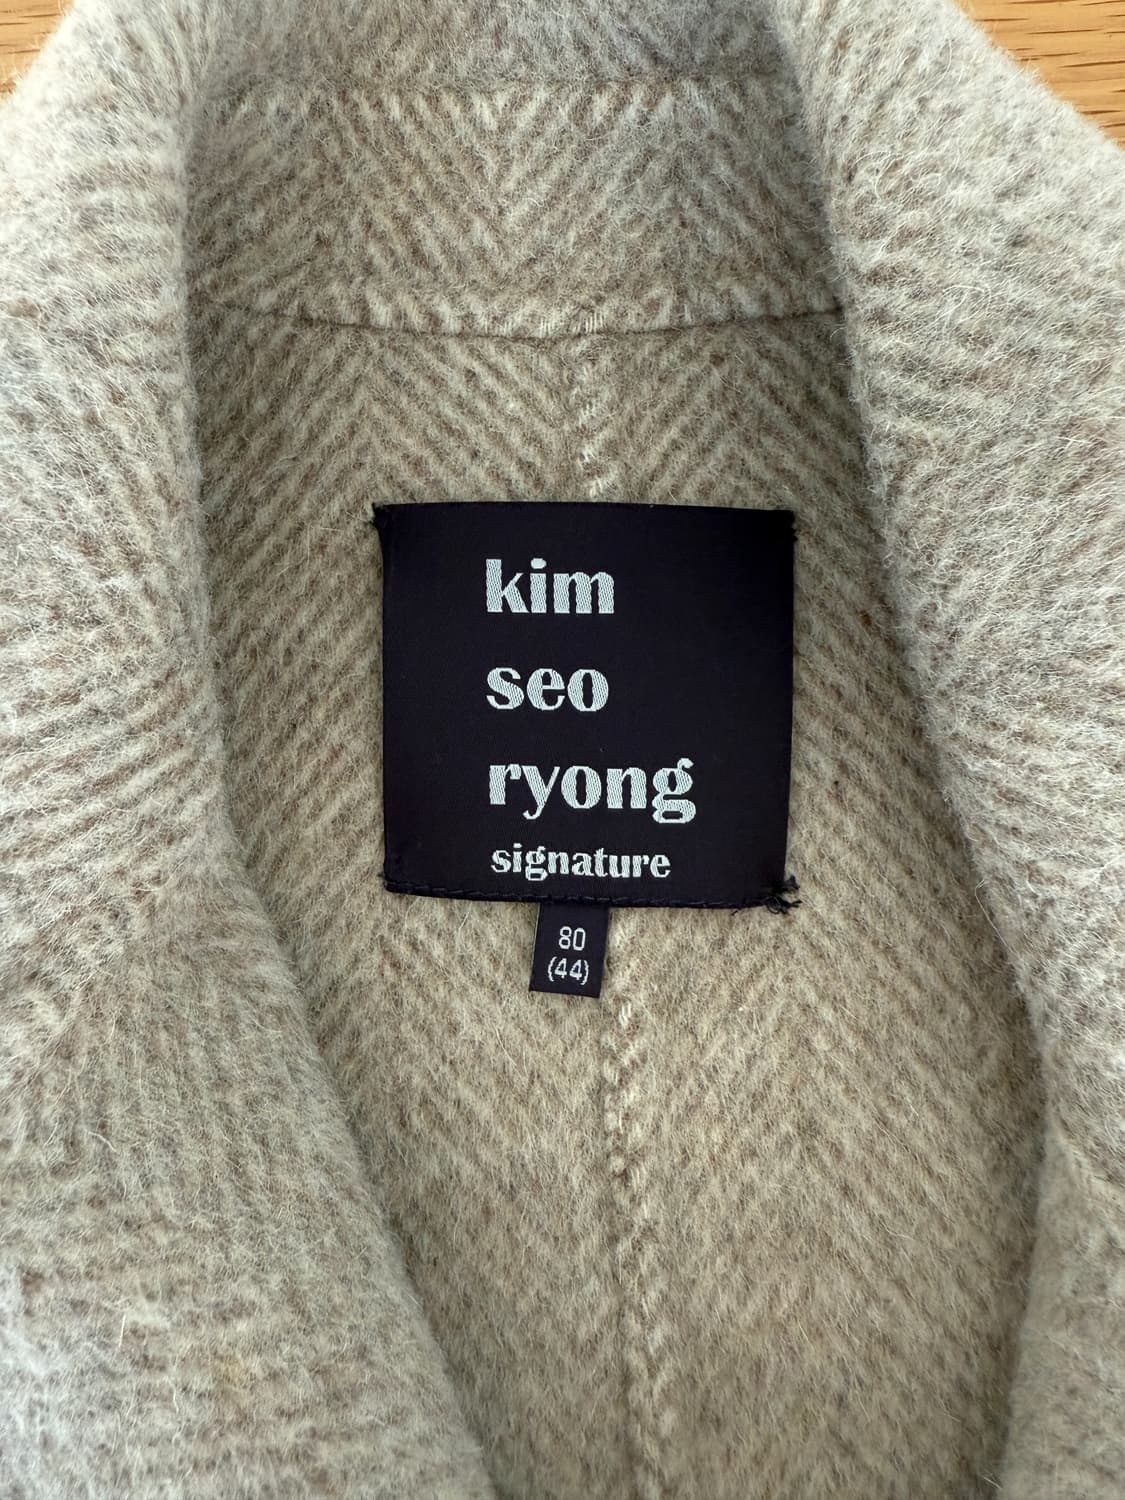 kim
seo
ryong
signature
80
(44)